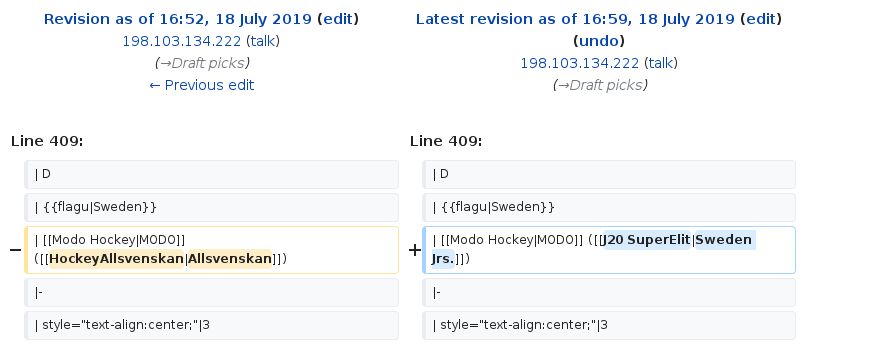 Revision as of 16:52, 18 July 2019 (edit)
198.103.134.222 (talk)
(→Draft picks)
← Previous edit
Latest revision as of 16:59, 18 July 2019 (edit)
(undo)
198.103.134.222 (talk)
(→Draft picks)
Line 409:
Line 409:
| D
| D
| {{flagu|Sweden}}
| {{flagu|Sweden}}
− | [[Modo Hockey|MODO]]
([[HockeyAllsvenskan|Allsvenskan]])
+ | [[Modo Hockey|MODO]] ([[J20 SuperElit|Sweden
Jrs.]])
|-
|-
| style="text-align:center;"|3
| style="text-align:center;"|3